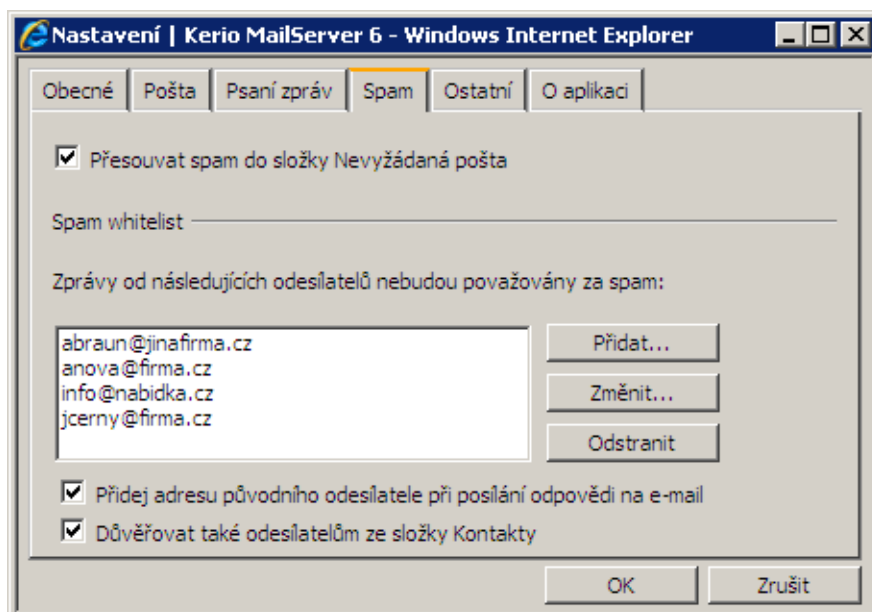 Nastavení | Kerio MailServer 6 - Windows Internet Explorer
Obecné Pošta Psaní zpráv Spam Ostatní O aplikaci
Přesouvat spam do složky Nevyžádaná pošta
Spam whitelist
Zprávy od následujících odesílatelů nebudou považovány za spam:
abraun@jinafirma.cz
anova@firma.cz
info@nabidka.cz
jcerny@firma.cz
Přidat...
Změnit...
Odstranit
Přidej adresu původního odesílatele při posílání odpovědi na e-mail
Důvěřovat také odesílatelům ze složky Kontakty
OK Zrušit